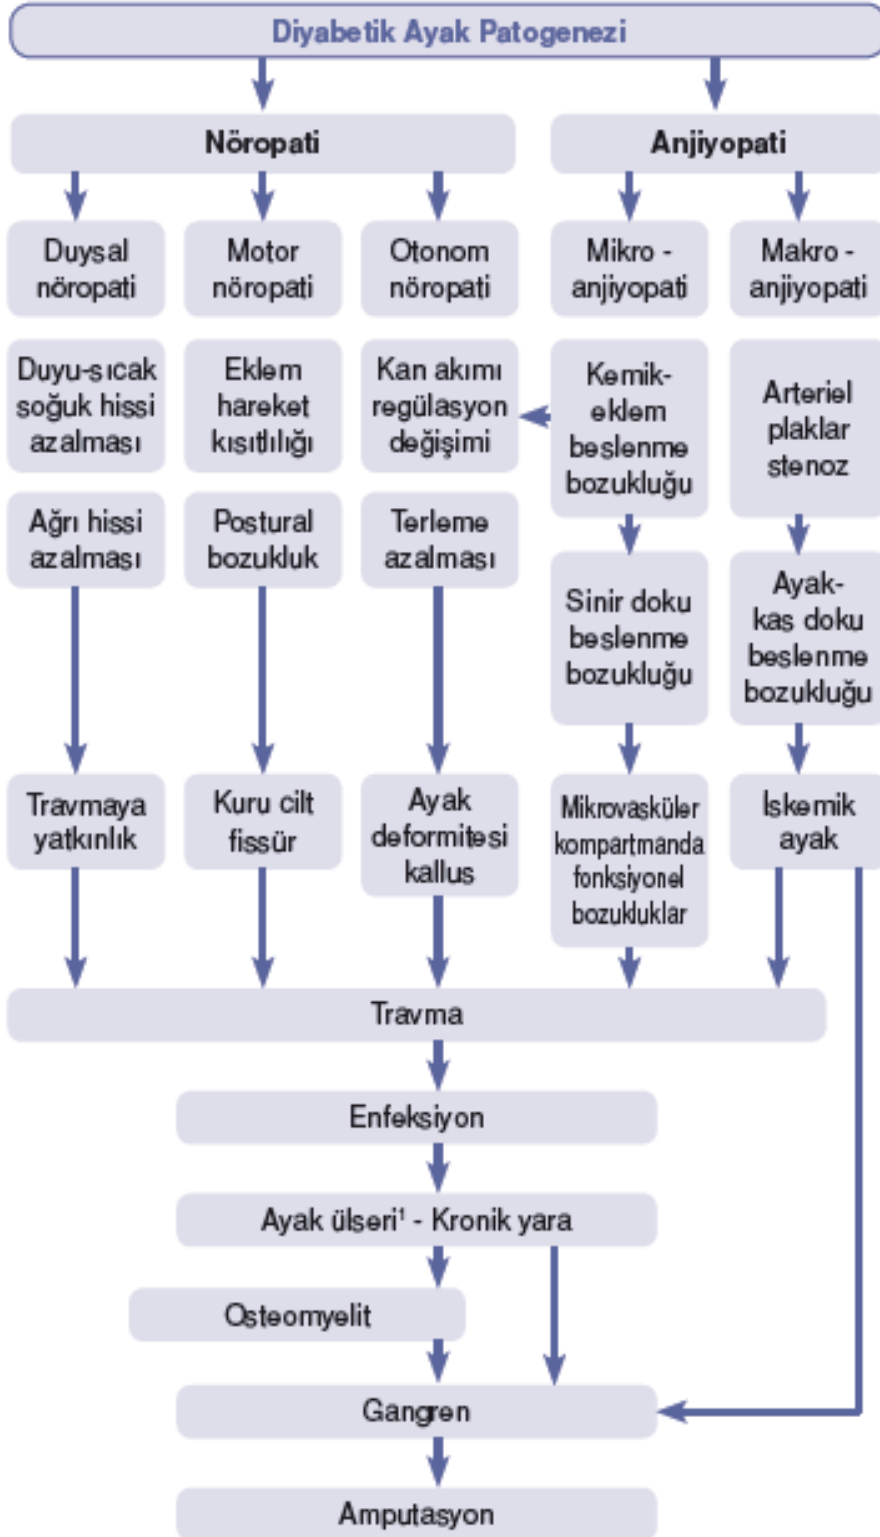 Diyabetik Ayak Patogenezi
Nöropati
Anjiyopati
Duysal
nöropati
Motor
nöropati
Otonom
nöropati
Mikro -
anjiyopati
Makro -
anjiyopati
Duyu-sıcak
soğuk hissi
azalması
Eklem
hareket
kısıtlılığı
Kan akımı
regülasyon
değişimi
Kemik-
eklem
beslenme
bozukluğu
Arteriel
plaklar
stenoz
Ağrı hissi
azalması
Postural
bozukluk
Terleme
azalması
Sinir doku
beslenme
bozukluğu
Ayak-
kas doku
beslenme
bozukluğu
Travmaya
yatkınlık
Kuru cilt
fissür
Ayak
deformitesi
kallus
Mikrovasküler
kompartmanda
fonksiyonel
bozukluklar
İskemik
ayak
Travma
Enfeksiyon
Ayak ülseri¹ - Kronik yara
Osteomyelit
Gangren
Amputasyon